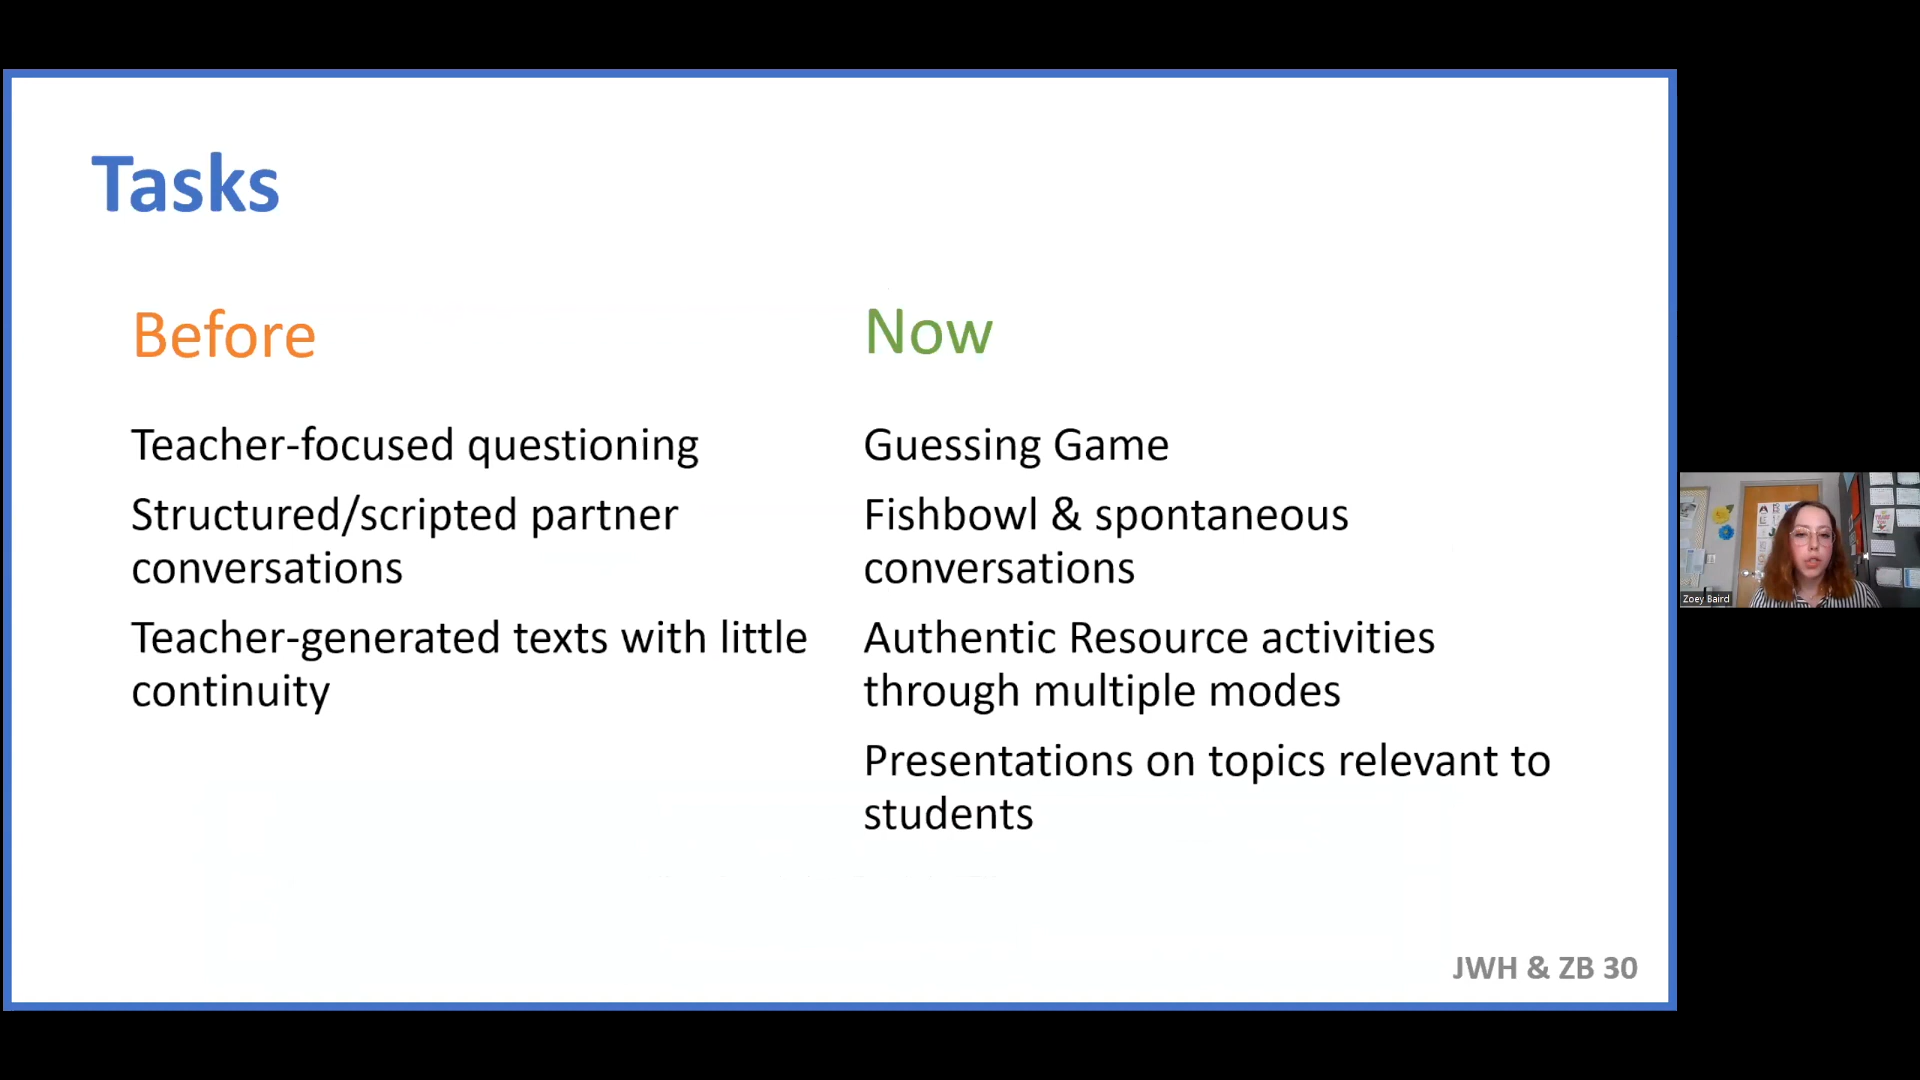 Tasks
Before
Teacher-focused questioning
Structured/scripted partner
conversations
Teacher-generated texts with little
continuity
Now
Guessing Game
Fishbowl & spontaneous
conversations
Authentic Resource activities
through multiple modes
Presentations on topics relevant to
students
JWH & ZB 30
Zoey Baird